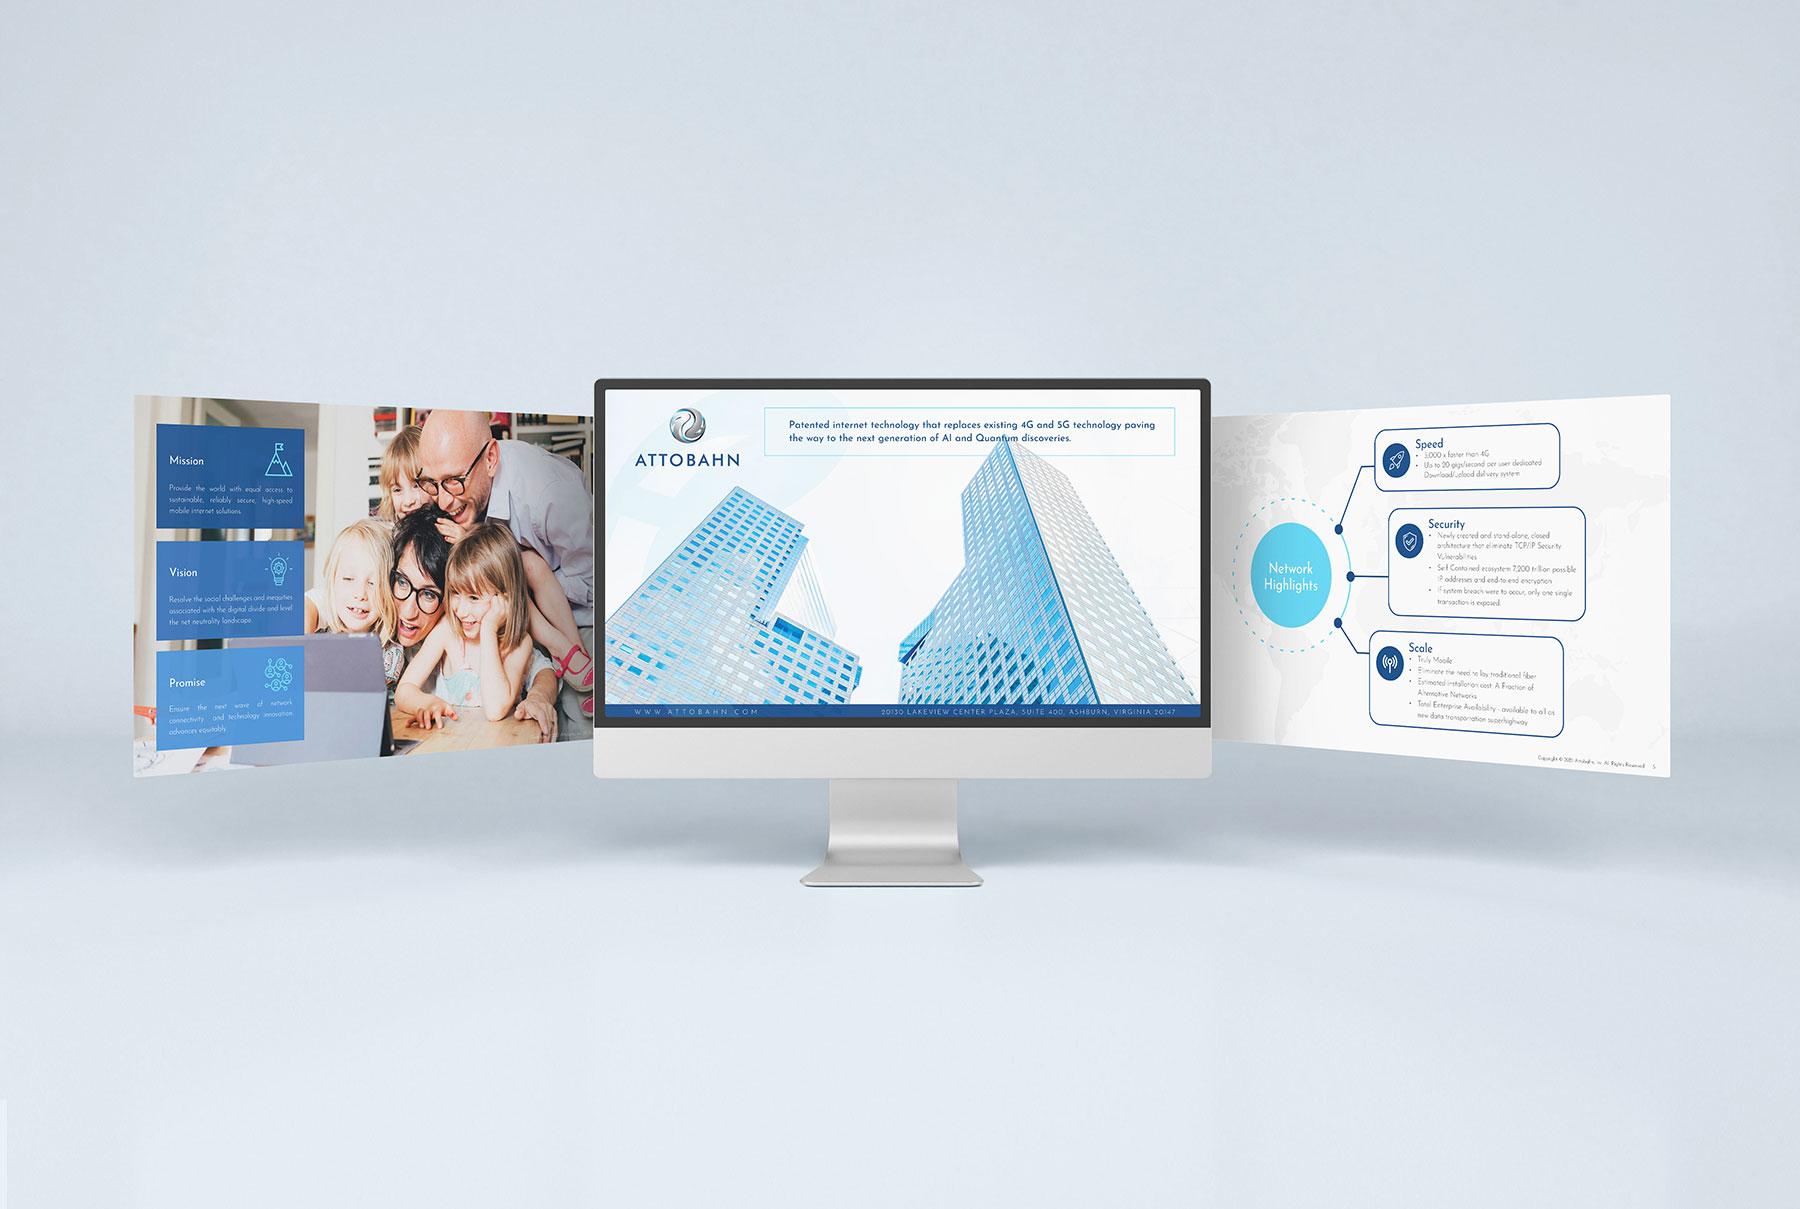 Mission
Provide the world with equal access to
sustainable, reliably secure, high-speed
mobile internet solutions.
Vision
Resolve the social challenges and inequities
associated with the digital divide and level
the net neutrality landscape
Promise
Ensure the next wave of network
connectivity and technology innovation
advances equitably.
ATTOBAHN
Patented internet technology that replaces existing 4G and 5G technology paving
the way to the next generation of AI and Quantum discoveries.
WWW.ATTOBAHN.COM
20130 LAKEVIEW CENTER PLAZA, SUITE 400, ASHBURN, VIRGINIA 20147
Network
Highlights
Speed
• 3,000 x faster than 4G
• Up to 20 gigs/second per user dedicated
Download/upload delivery system
Security
• Newly created and stand-alone, closed
architecture that eliminate TCP/IP Security
Vulnerabilities
• Self Contained ecosystem 7,200 trillion possible
IP addresses and end-to-end encryption
• If system breach were to occur, only one single
transaction is exposed.
Scale
• Truly Mobile
• Eliminate the need to lay traditional fiber
• Estimated installation cost: A Fraction of
Alternative Networks
• Total Enterprise Availability - available to all as
new data transportation superhighway
Copyright © Attobahn, Inc. All Rights Reserved 5